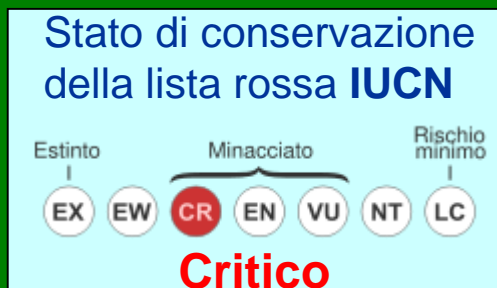 Stato di conservazione
della lista rossa IUCN
Estinto Minacciato Rischio
minimo
EX EW CR EN VU NT LC
Critico